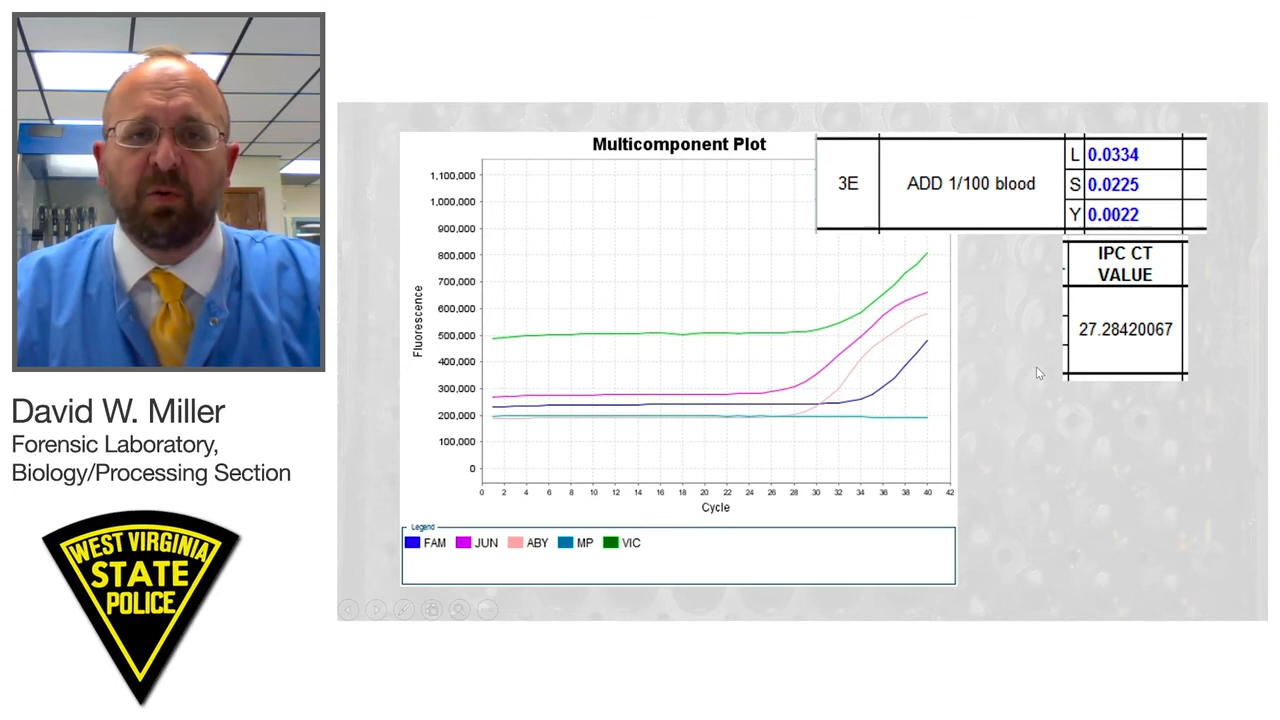 David W. Miller
Forensic Laboratory,
Biology/Processing Section
WEST VIRGINIA
STATE
POLICE
Multicomponent Plot
1,100,000
1,000,000
900,000
800,000
700,000
600,000
500,000
400,000
300,000
200,000
100,000
0
Fluorescence
0 2 4 6 8 10 12 14 16 18 20 22 24 26 28 30 32 34 36 38 40 42
Cycle
Legend
FAM JUN ABY MP VIC
3E ADD 1/100 blood
L 0.0334
S 0.0225
Y 0.0022
IPC CT
VALUE
27.28420067